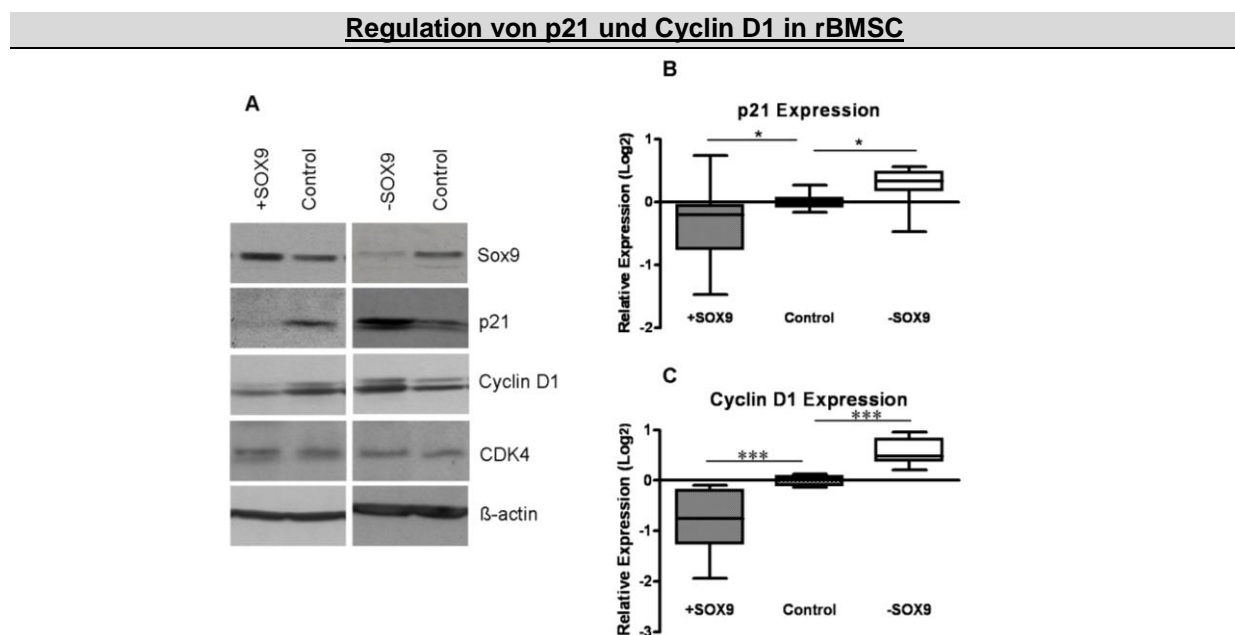 Regulation von p21 und Cyclin D1 in rBMSC
A
+SOX9
Control
-SOX9
Control
Sox9
p21
Cyclin D1
CDK4
ß-actin
B
p21 Expression
Relative Expression (Log2)
*
*
1
0
-1
-2
+SOX9 Control -SOX9
C
Cyclin D1 Expression
Relative Expression (Log2)
***
***
1
0
-1
-2
-3
+SOX9 Control -SOX9